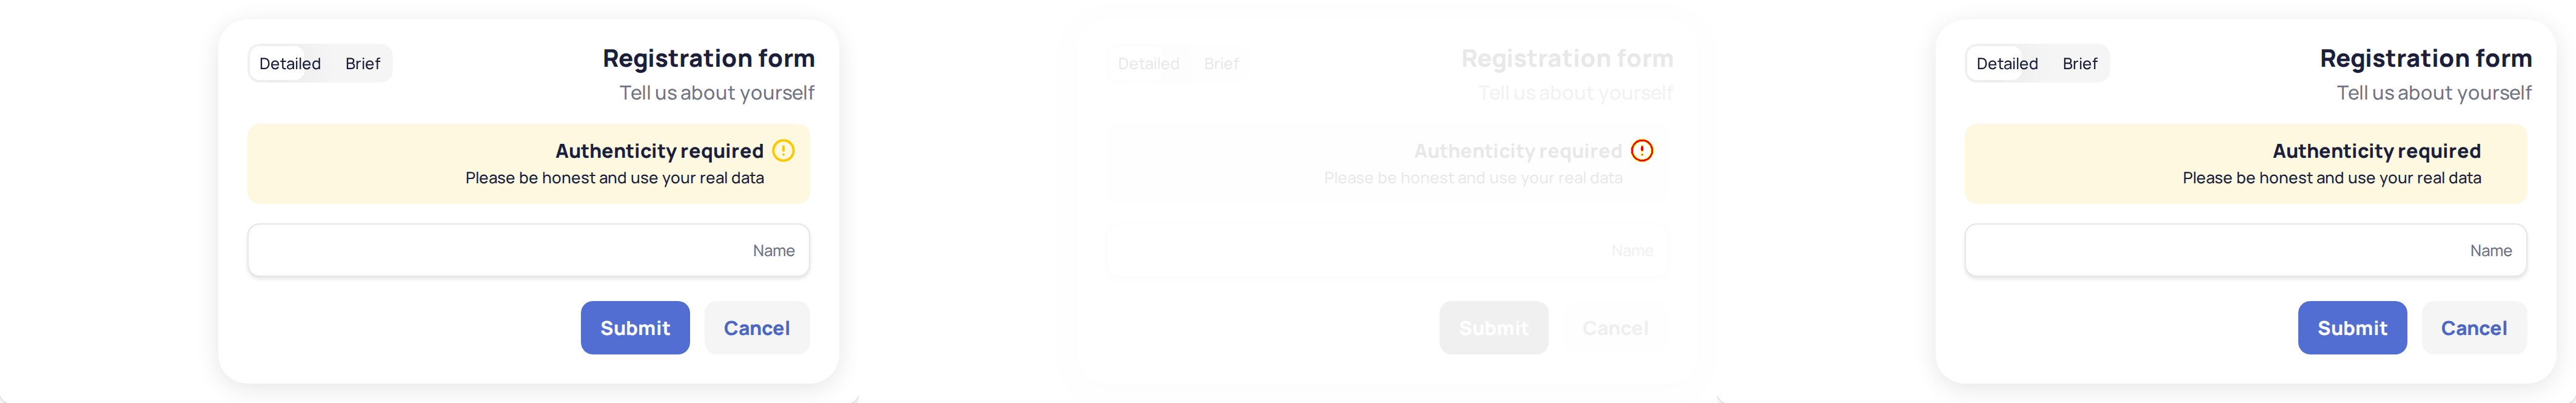 Detailed Brief
Registration form
Tell us about yourself
Authenticity required
Please be honest and use your real data
Name
Submit Cancel
Detailed Brief
Registration form
Tell us about yourself
Authenticity required
Please be honest and use your real data
Name
Submit Cancel
Detailed Brief
Registration form
Tell us about yourself
Authenticity required
Please be honest and use your real data
Name
Submit Cancel